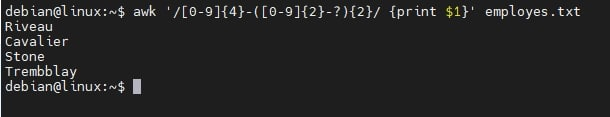 debian@linux:~$ awk '/[0-9]{4}-([0-9]{2}-?){2}/ {print $1}' employes.txt
Riveau
Cavalier
Stone
Trembblay
debian@linux:~$